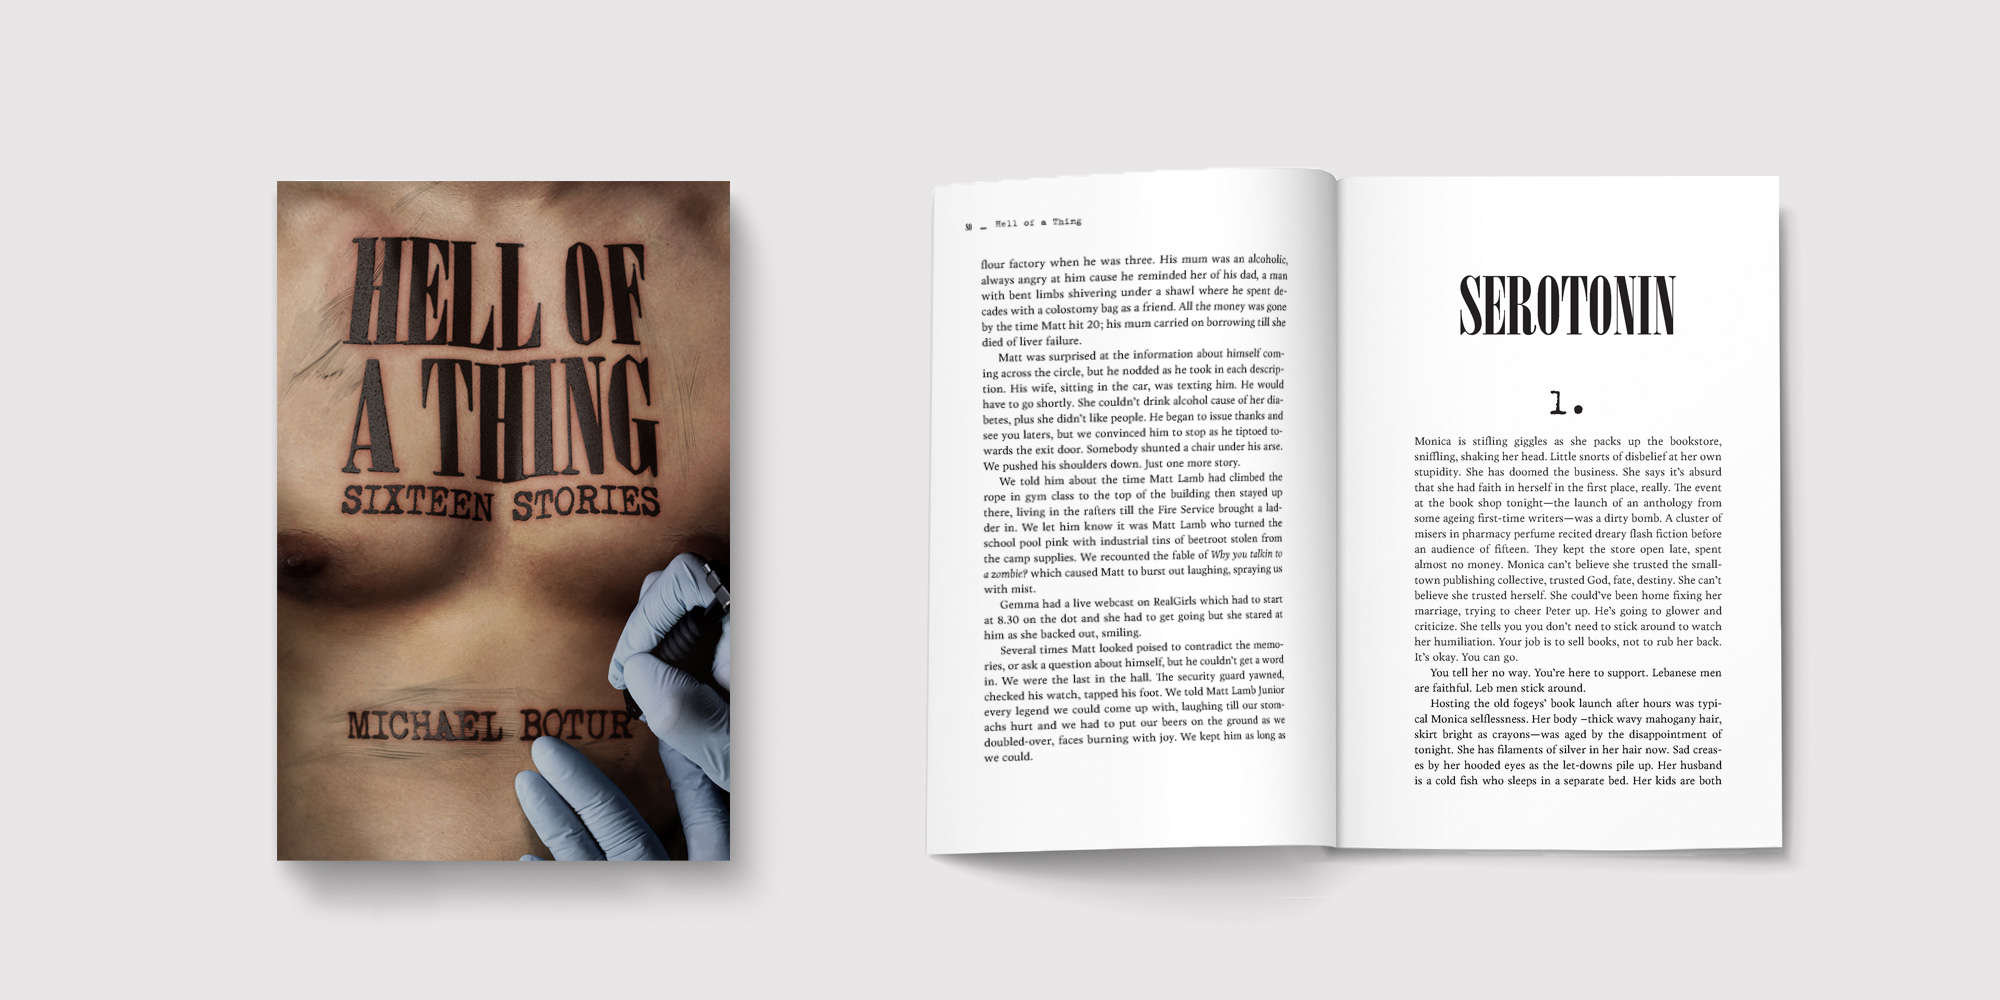 HELL OF
A THING
SIXTEEN STORIES
MICHAEL BOTUR
80 — Hell of a Thing
flour factory when he was three. His mum was an alcoholic,
always angry at him cause he reminded her of his dad, a man
with bent limbs shivering under a shawl where he spent de-
cades with a colostomy bag as a friend. All the money was gone
by the time Matt hit 20; his mum carried on borrowing till she
died of liver failure.
Matt was surprised at the information about himself com-
ing across the circle, but he nodded as he took in each descrip-
tion. His wife, sitting in the car, was texting him. He would
have to go shortly. She couldn't drink alcohol cause of her dia-
betes, plus she didn't like people. He began to issue thanks and
see you laters, but we convinced him to stop as he tiptoed to-
wards the exit door. Somebody shunted a chair under his arse.
We pushed his shoulders down. Just one more story.
We told him about the time Matt Lamb had climbed the
rope in gym class to the top of the building then stayed up
there, living in the rafters till the Fire Service brought a lad-
der in. We let him know it was Matt Lamb who turned the
school pool pink with industrial tins of beetroot stolen from
the camp supplies. We recounted the fable of Why you talkin to
a zombie? which caused Matt to burst out laughing, spraying us
with mist.
Gemma had a live webcast on RealGirls which had to start
at 8.30 on the dot and she had to get going but she stared at
him as she backed out, smiling.
Several times Matt looked poised to contradict the memo-
ries, or ask a question about himself, but he couldn't get a word
in. We were the last in the hall. The security guard yawned,
checked his watch, tapped his foot. We told Matt Lamb Junior
every legend we could come up with, laughing till our stom-
achs hurt and we had to put our beers on the ground as we
doubled-over, faces burning with joy. We kept him as long as
we could.
SEROTONIN
1.
Monica is stifling giggles as she packs up the bookstore,
sniffling, shaking her head. Little snorts of disbelief at her own
stupidity. She has doomed the business. She says it's absurd
that she had faith in herself in the first place, really. The event
at the book shop tonight—the launch of an anthology from
some ageing first-time writers—was a dirty bomb. A cluster of
misers in pharmacy perfume recited dreary flash fiction before
an audience of fifteen. They kept the store open late, spent
almost no money. Monica can't believe she trusted the small-
town publishing collective, trusted God, fate, destiny. She can't
believe she trusted herself. She could've been home fixing her
marriage, trying to cheer Peter up. He's going to glower and
criticize. She tells you you don't need to stick around to watch
her humiliation. Your job is to sell books, not to rub her back.
It's okay. You can go.
You tell her no way. You're here to support. Lebanese men
are faithful. Leb men stick around.
Hosting the old fogeys' book launch after hours was typi-
cal Monica selflessness. Her body –thick wavy mahogany hair,
skirt bright as crayons—was aged by the disappointment of
tonight. She has filaments of silver in her hair now. Sad creas-
es by her hooded eyes as the let-downs pile up. Her husband
is a cold fish who sleeps in a separate bed. Her kids are both